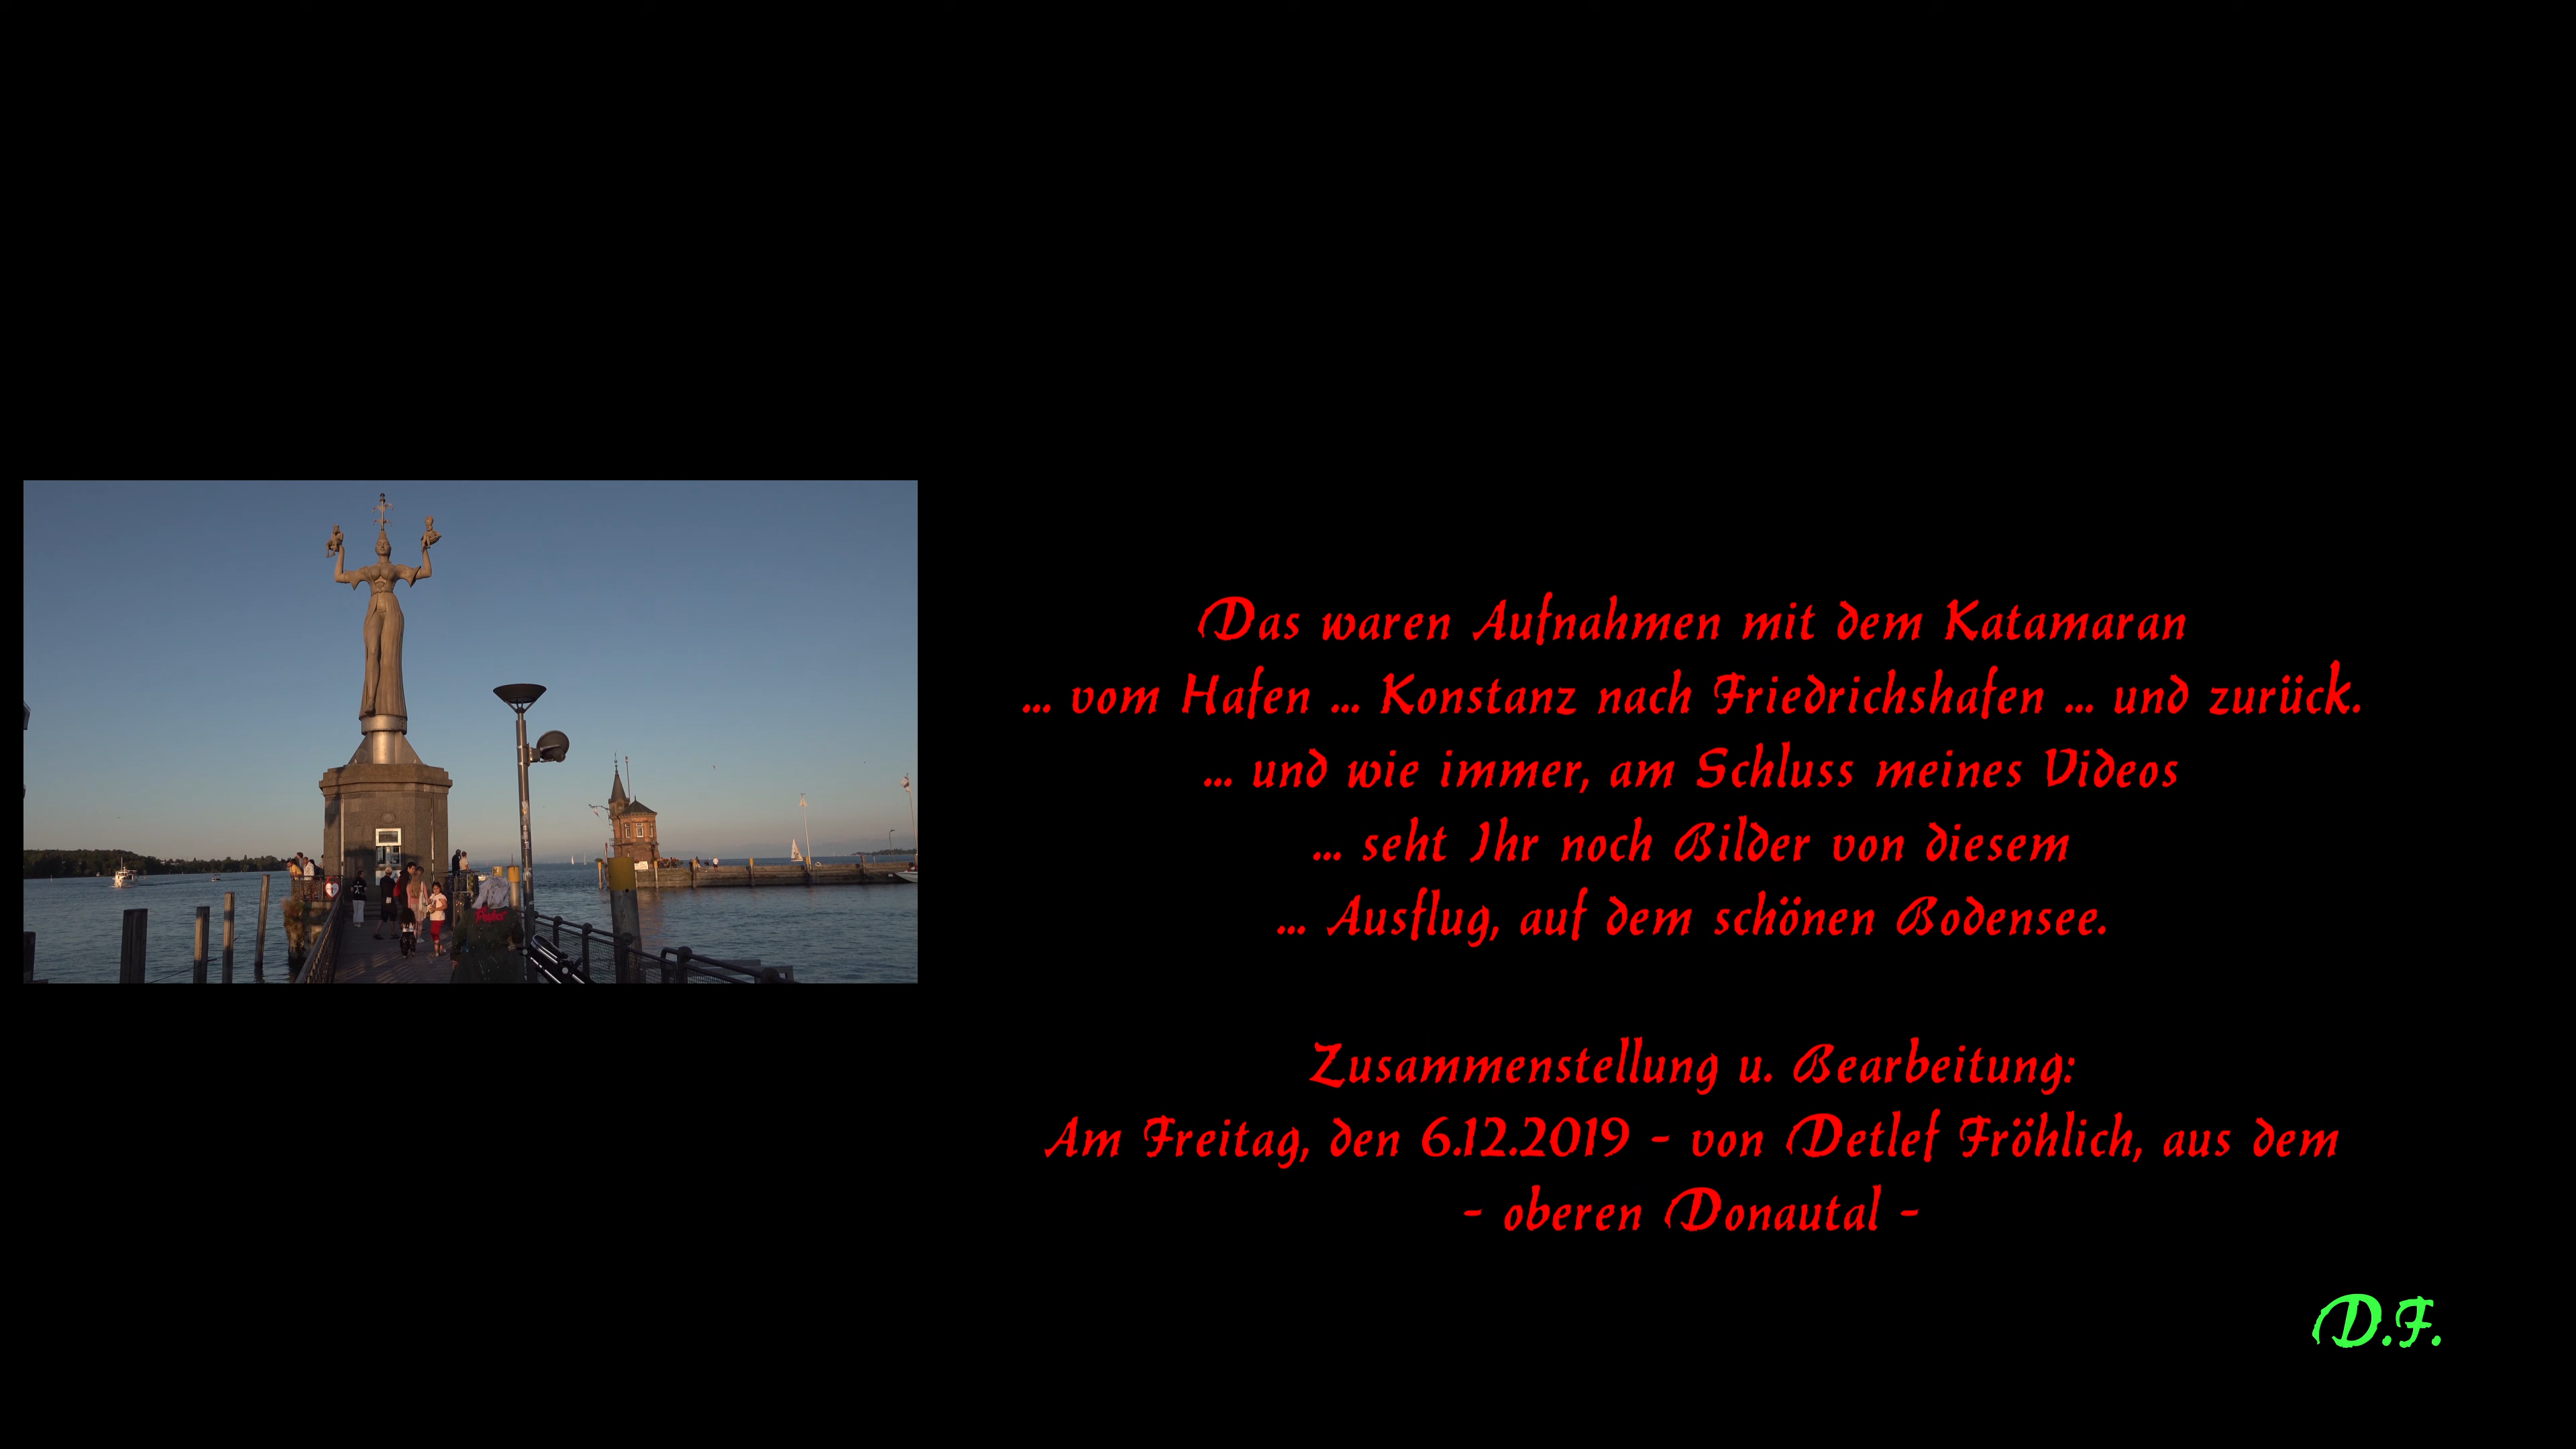 Das waren Aufnahmen mit dem Katamaran
... vom Hafen ... Konstanz nach Friedrichshafen ... und zurück.
... und wie immer, am Schluss meines Videos
... seht Ihr noch Bilder von diesem
... Ausflug, auf dem schönen Bodensee.
Zusammenstellung u. Bearbeitung:
Am Freitag, den 6.12.2019 - von Detlef Fröhlich, aus dem
- oberen Donautal -
D.F.